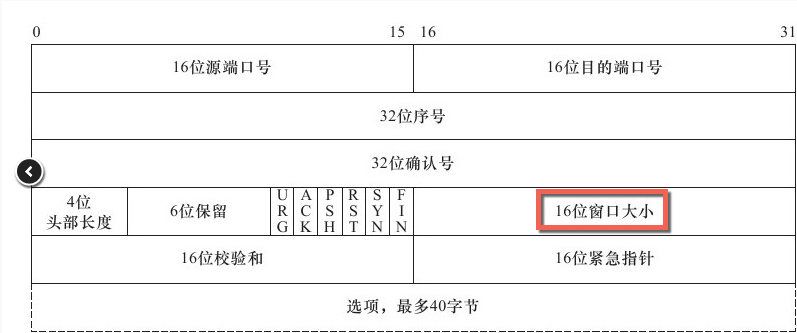 0 15 16 31
16位源端口号 16位目的端口号
32位序号
32位确认号
4位 头部长度 6位保留 URG ACK PSH RST SYN FIN 16位窗口大小
16位校验和 16位紧急指针
选项，最多40字节